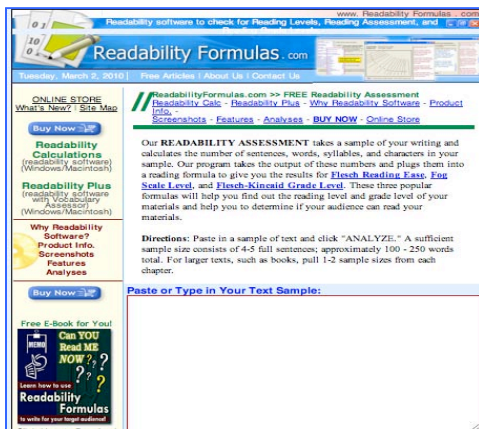 www. Readability Formulas . com
Readability software to check for Reading Levels, Reading Assessment, and
Readability Formulas . com
Tuesday, March 2, 2010 | Free Articles | About Us | Contact Us
ONLINE STORE
What's New? | Site Map
Buy Now
Readability
Calculations
(readability software)
(Windows/Macintosh)
Readability Plus
(readability software
with Vocabulary
Assessor)
(Windows/Macintosh)
Why Readability
Software?
Product Info.
Screenshots
Features
Analyses
Buy Now
Free E-Book for You!
MEMO
Can YOU
Read ME
NOW???
Learn how to use
Readability
Formulas
to write for your target audience!
ReadabilityFormulas.com >> FREE Readability Assessment
Readability Calc - Readability Plus - Why Readability Software - Product
Info. -
Screenshots - Features - Analyses - BUY NOW - Online Store
Our READABILITY ASSESSMENT takes a sample of your writing and
calculates the number of sentences, words, syllables, and characters in your
sample. Our program takes the output of these numbers and plugs them into
a reading formula to give you the results for Flesch Reading Ease, Fog
Scale Level, and Flesch-Kincaid Grade Level. These three popular
formulas will help you find out the reading level and grade level of your
materials and help you to determine if your audience can read your
materials.
Directions: Paste in a sample of text and click "ANALYZE." A sufficient
sample size consists of 4-5 full sentences; approximately 100 - 250 words
total. For larger texts, such as books, pull 1-2 sample sizes from each
chapter.
Paste or Type in Your Text Sample: